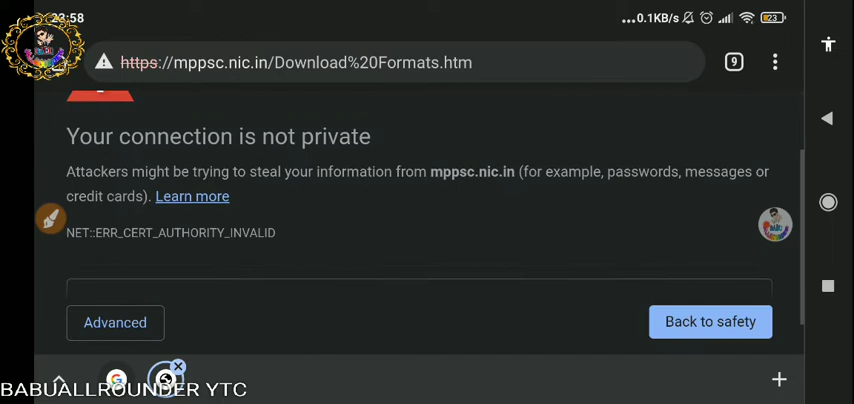 23:58
...0.1KB/s
23
https://mppsc.nic.in/Download%20Formats.htm
9
Your connection is not private
Attackers might be trying to steal your information from mppsc.nic.in (for example, passwords, messages or
credit cards). Learn more
NET::ERR_CERT_AUTHORITY_INVALID
Advanced
Back to safety
BABUALLROUNDER YTC